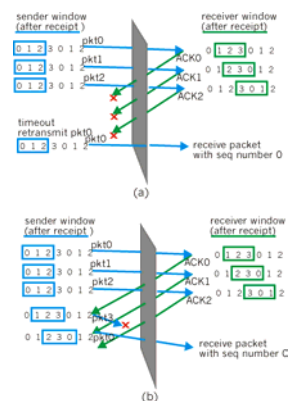 sender window
(after receipt)
receiver window
(after receipt)
0 1 2 3 0 1 2 pkt0
0 1 2 3 0 1 2 pkt1
0 1 2 3 0 1 2 pkt2
ACK0 0 1 2 3 0 1 2
ACK1 0 1 2 3 0 1 2
ACK2 0 1 2 3 0 1 2
timeout
retransmit pkt0
0 1 2 3 0 1 2 pkt0
receive packet
with seq number 0
(a)
sender window
(after receipt)
receiver window
(after receipt)
0 1 2 3 0 1 2 pkt0
0 1 2 3 0 1 2 pkt1
0 1 2 3 0 1 2 pkt2
ACK0 0 1 2 3 0 1 2
ACK1 0 1 2 3 0 1 2
ACK2 0 1 2 3 0 1 2
0 1 2 3 0 1 2 pkt3
0 1 2 3 0 1 2 pkt0
receive packet
with seq number 0
(b)